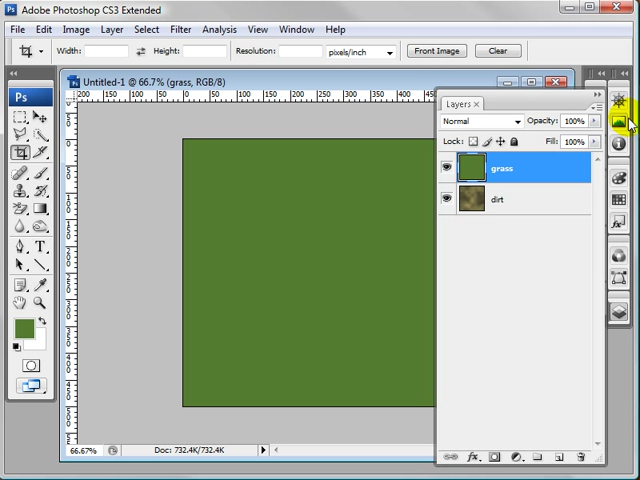 Adobe Photoshop CS3 Extended
File Edit Image Layer Select Filter Analysis View Window Help
Width: Height: Resolution: pixels/inch Front Image Clear
Untitled-1 @ 66.7% (grass, RGB/8)
Ps
200 150 100 50 0 50 100 150 200 250 300 350 400 450
Layers
Normal Opacity: 100%
Lock: Fill: 100%
grass
dirt
66.67% Doc: 732.4K/732.4K